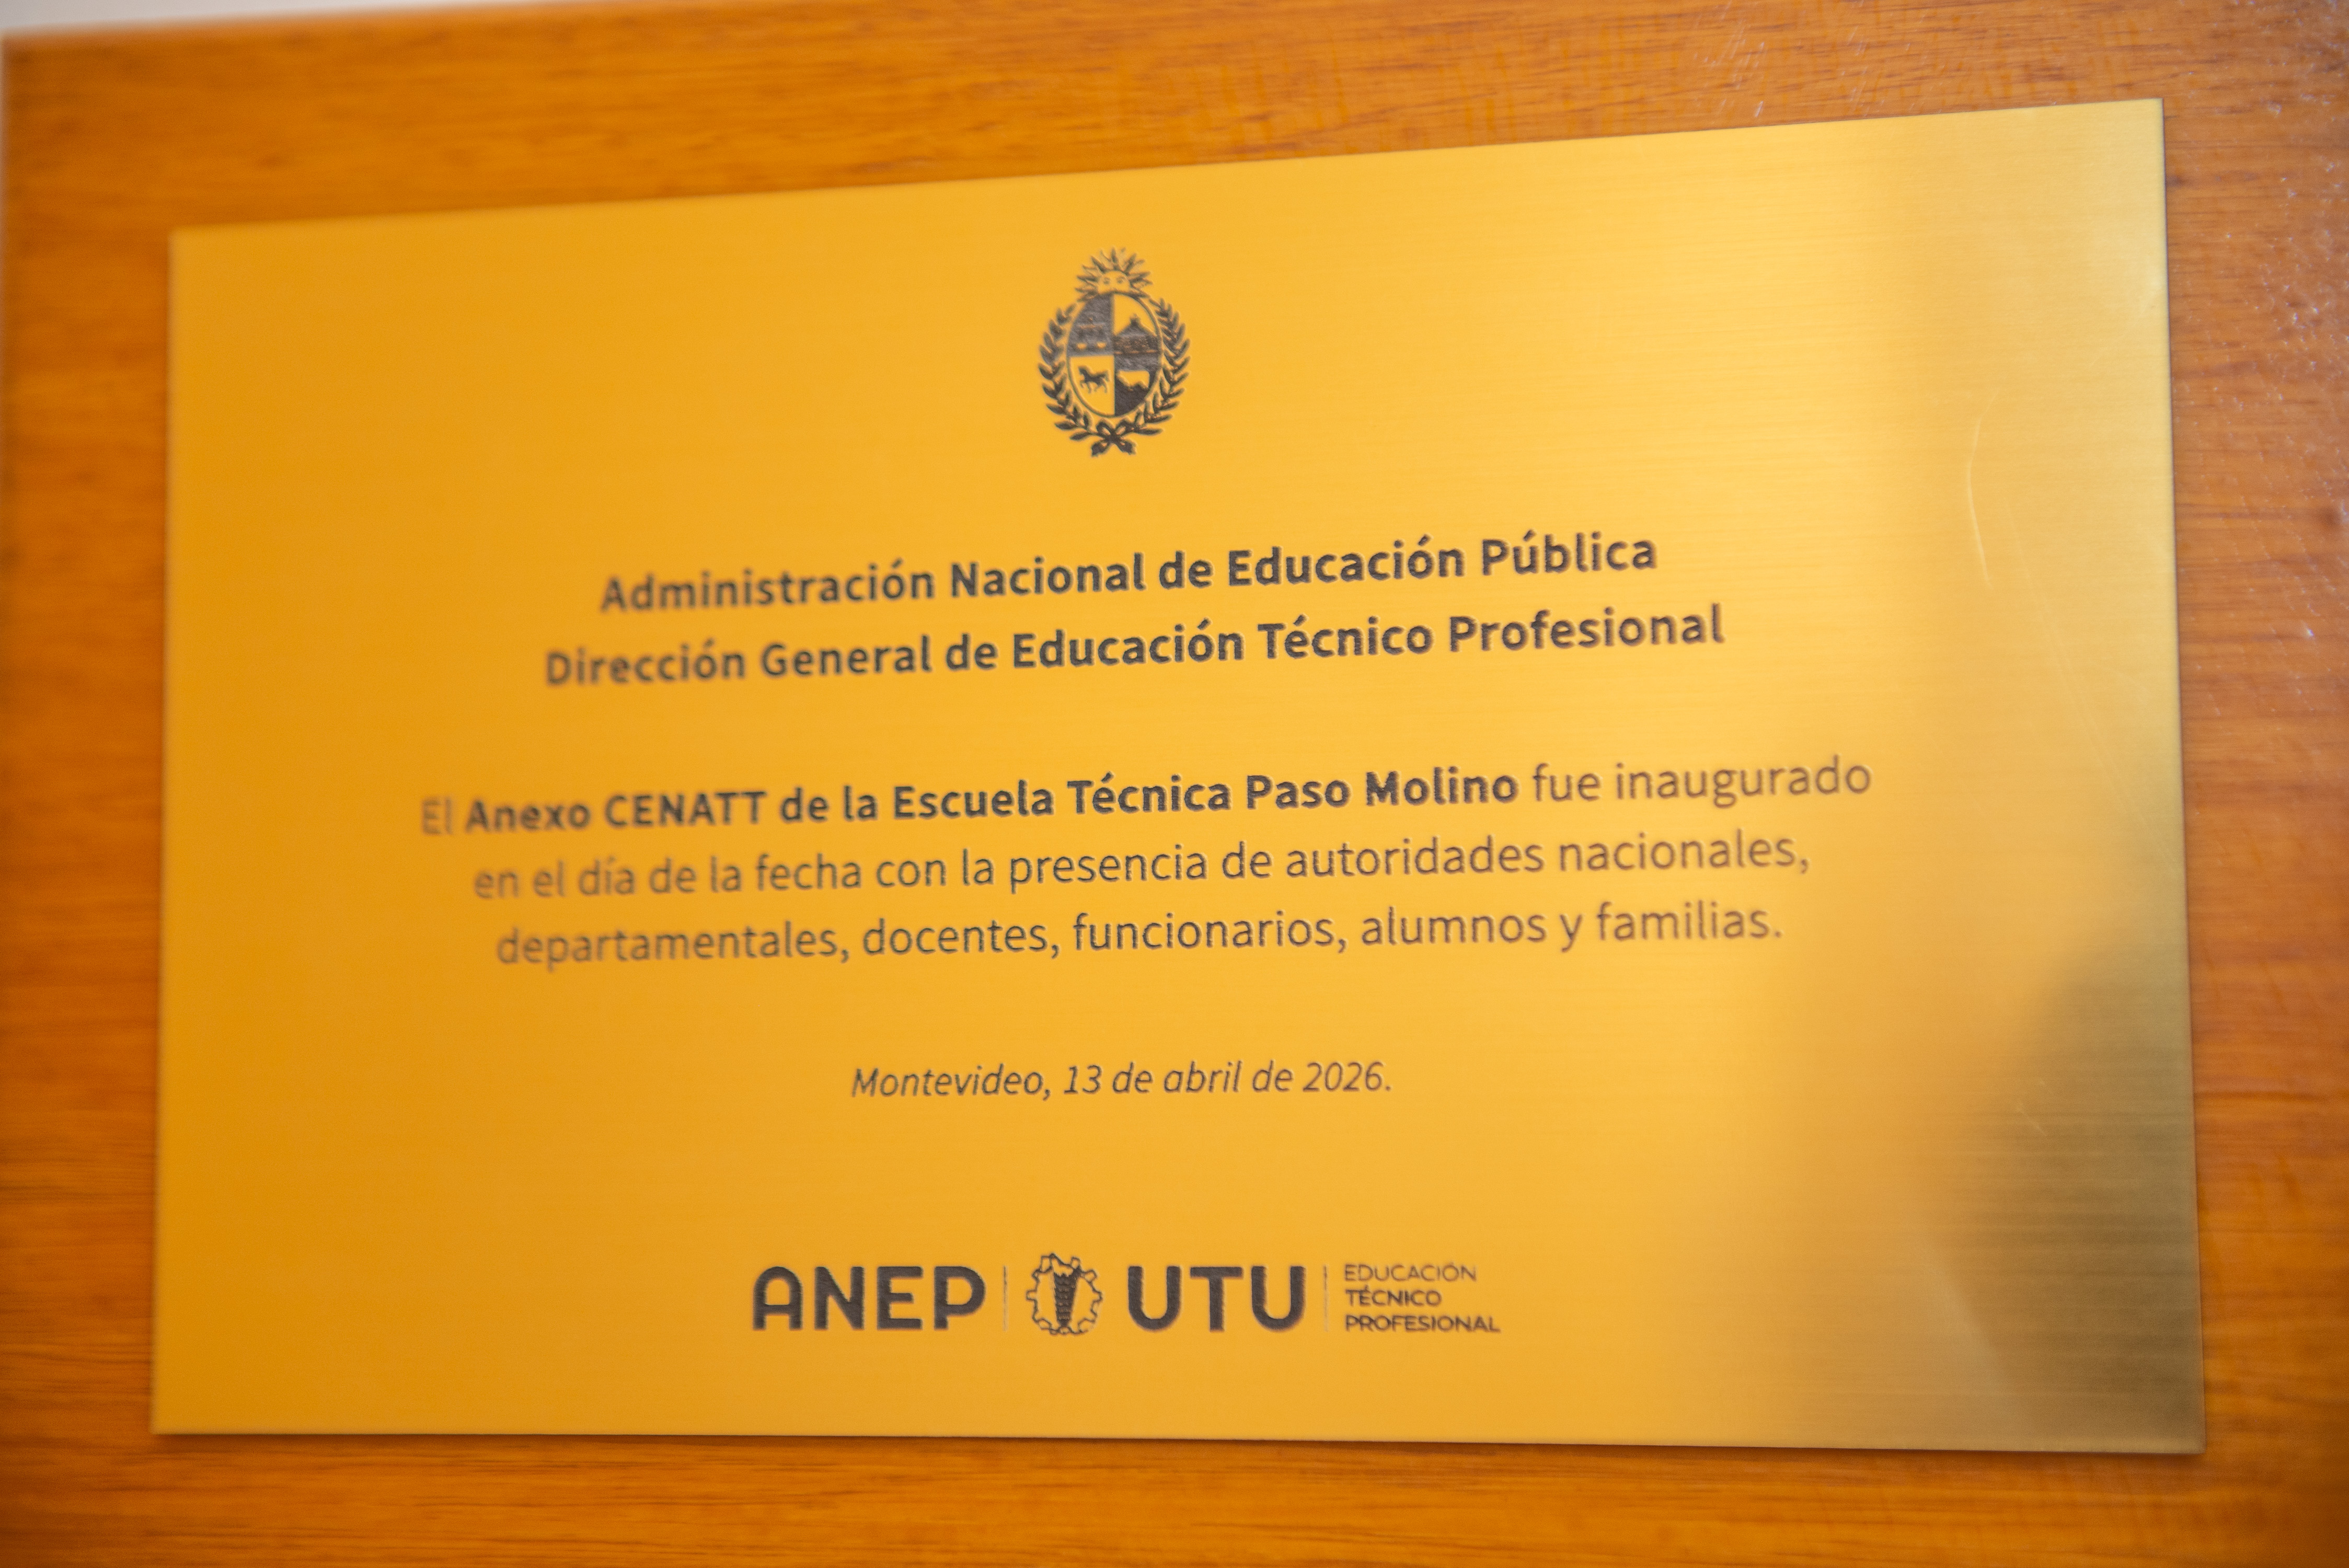 Administración Nacional de Educación Pública
Dirección General de Educación Técnico Profesional
El Anexo CENATT de la Escuela Técnica Paso Molino fue inaugurado
en el día de la fecha con la presencia de autoridades nacionales,
departamentales, docentes, funcionarios, alumnos y familias.
Montevideo, 13 de abril de 2026.
ANEP UTU EDUCACIÓN
TÉCNICO
PROFESIONAL